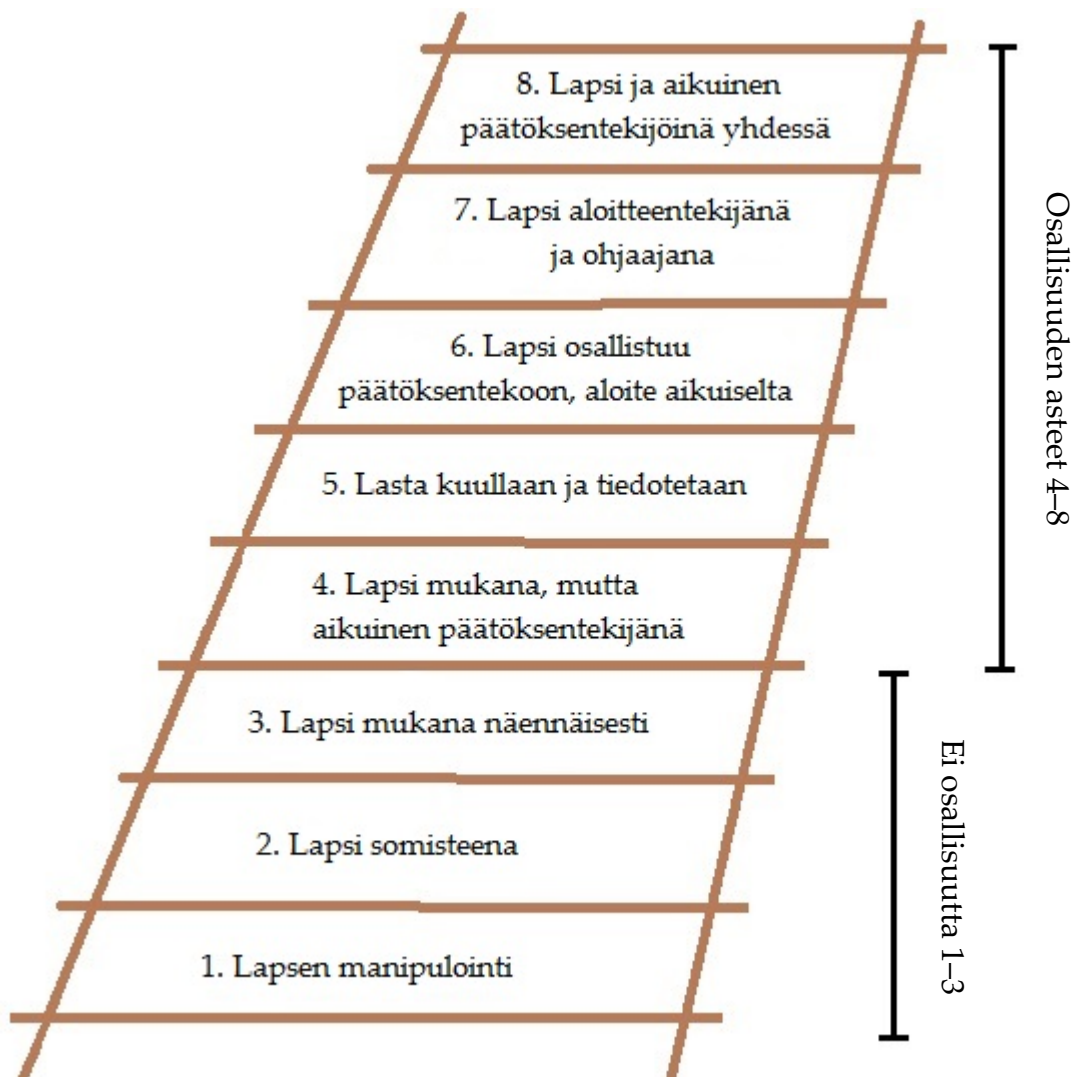 8. Lapsi ja aikuinen
päätöksentekijöinä yhdessä
7. Lapsi aloitteentekijänä
ja ohjaajana
6. Lapsi osallistuu
päätöksentekoon, aloite aikuiselta
5. Lasta kuullaan ja tiedotetaan
4. Lapsi mukana, mutta
aikuinen päätöksentekijänä
3. Lapsi mukana näennäisesti
2. Lapsi somisteena
1. Lapsen manipulointi
Osallisuuden asteet 4–8
Ei osallisuutta 1–3